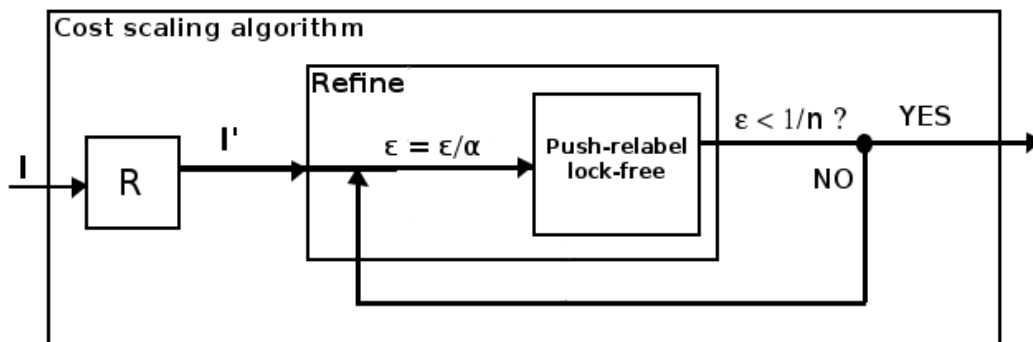 Cost scaling algorithm
Refine
I
R
I'
ε = ε/α
Push-relabel
lock-free
ε < 1/n ?
YES
NO